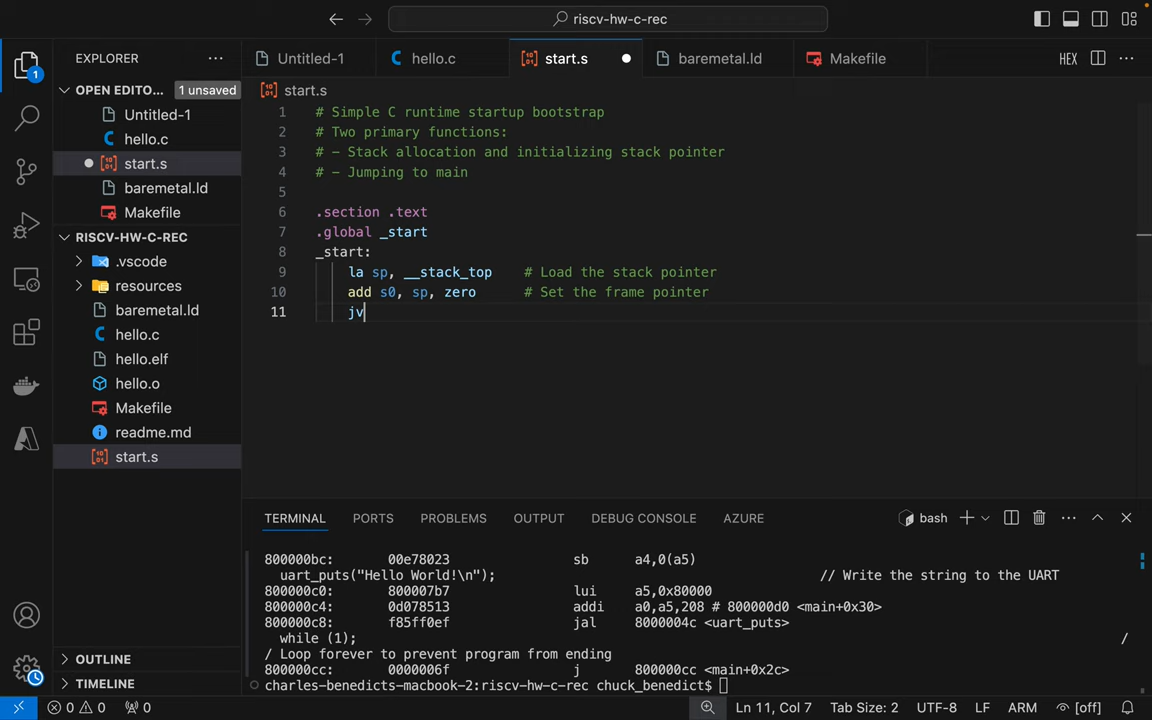 riscv-hw-c-rec
EXPLORER
Untitled-1
hello.c
start.s
baremetal.ld
Makefile
HEX
OPEN EDITO...
1 unsaved
start.s
Untitled-1
hello.c
start.s
baremetal.ld
Makefile
RISCV-HW-C-REC
.vscode
resources
baremetal.ld
hello.c
hello.elf
hello.o
Makefile
readme.md
start.s
OUTLINE
TIMELINE
1 # Simple C runtime startup bootstrap
2 # Two primary functions:
3 # - Stack allocation and initializing stack pointer
4 # - Jumping to main
5
6 .section .text
7 .global _start
8 _start:
9 la sp, __stack_top # Load the stack pointer
10 add s0, sp, zero # Set the frame pointer
11 jv
TERMINAL PORTS PROBLEMS OUTPUT DEBUG CONSOLE AZURE
bash
800000bc: 00e78023 sb a4,0(a5)
uart_puts("Hello World!\n"); // Write the string to the UART
800000c0: 800007b7 lui a5,0x80000
800000c4: 0d078513 addi a0,a5,208 # 800000d0 <main+0x30>
800000c8: f85ff0ef jal 8000004c <uart_puts>
while (1); /
/ Loop forever to prevent program from ending
800000cc: 0000006f j 800000cc <main+0x2c>
charles-benedicts-macbook-2:riscv-hw-c-rec chuck_benedict$
0 0 0 Ln 11, Col 7 Tab Size: 2 UTF-8 LF ARM [off]